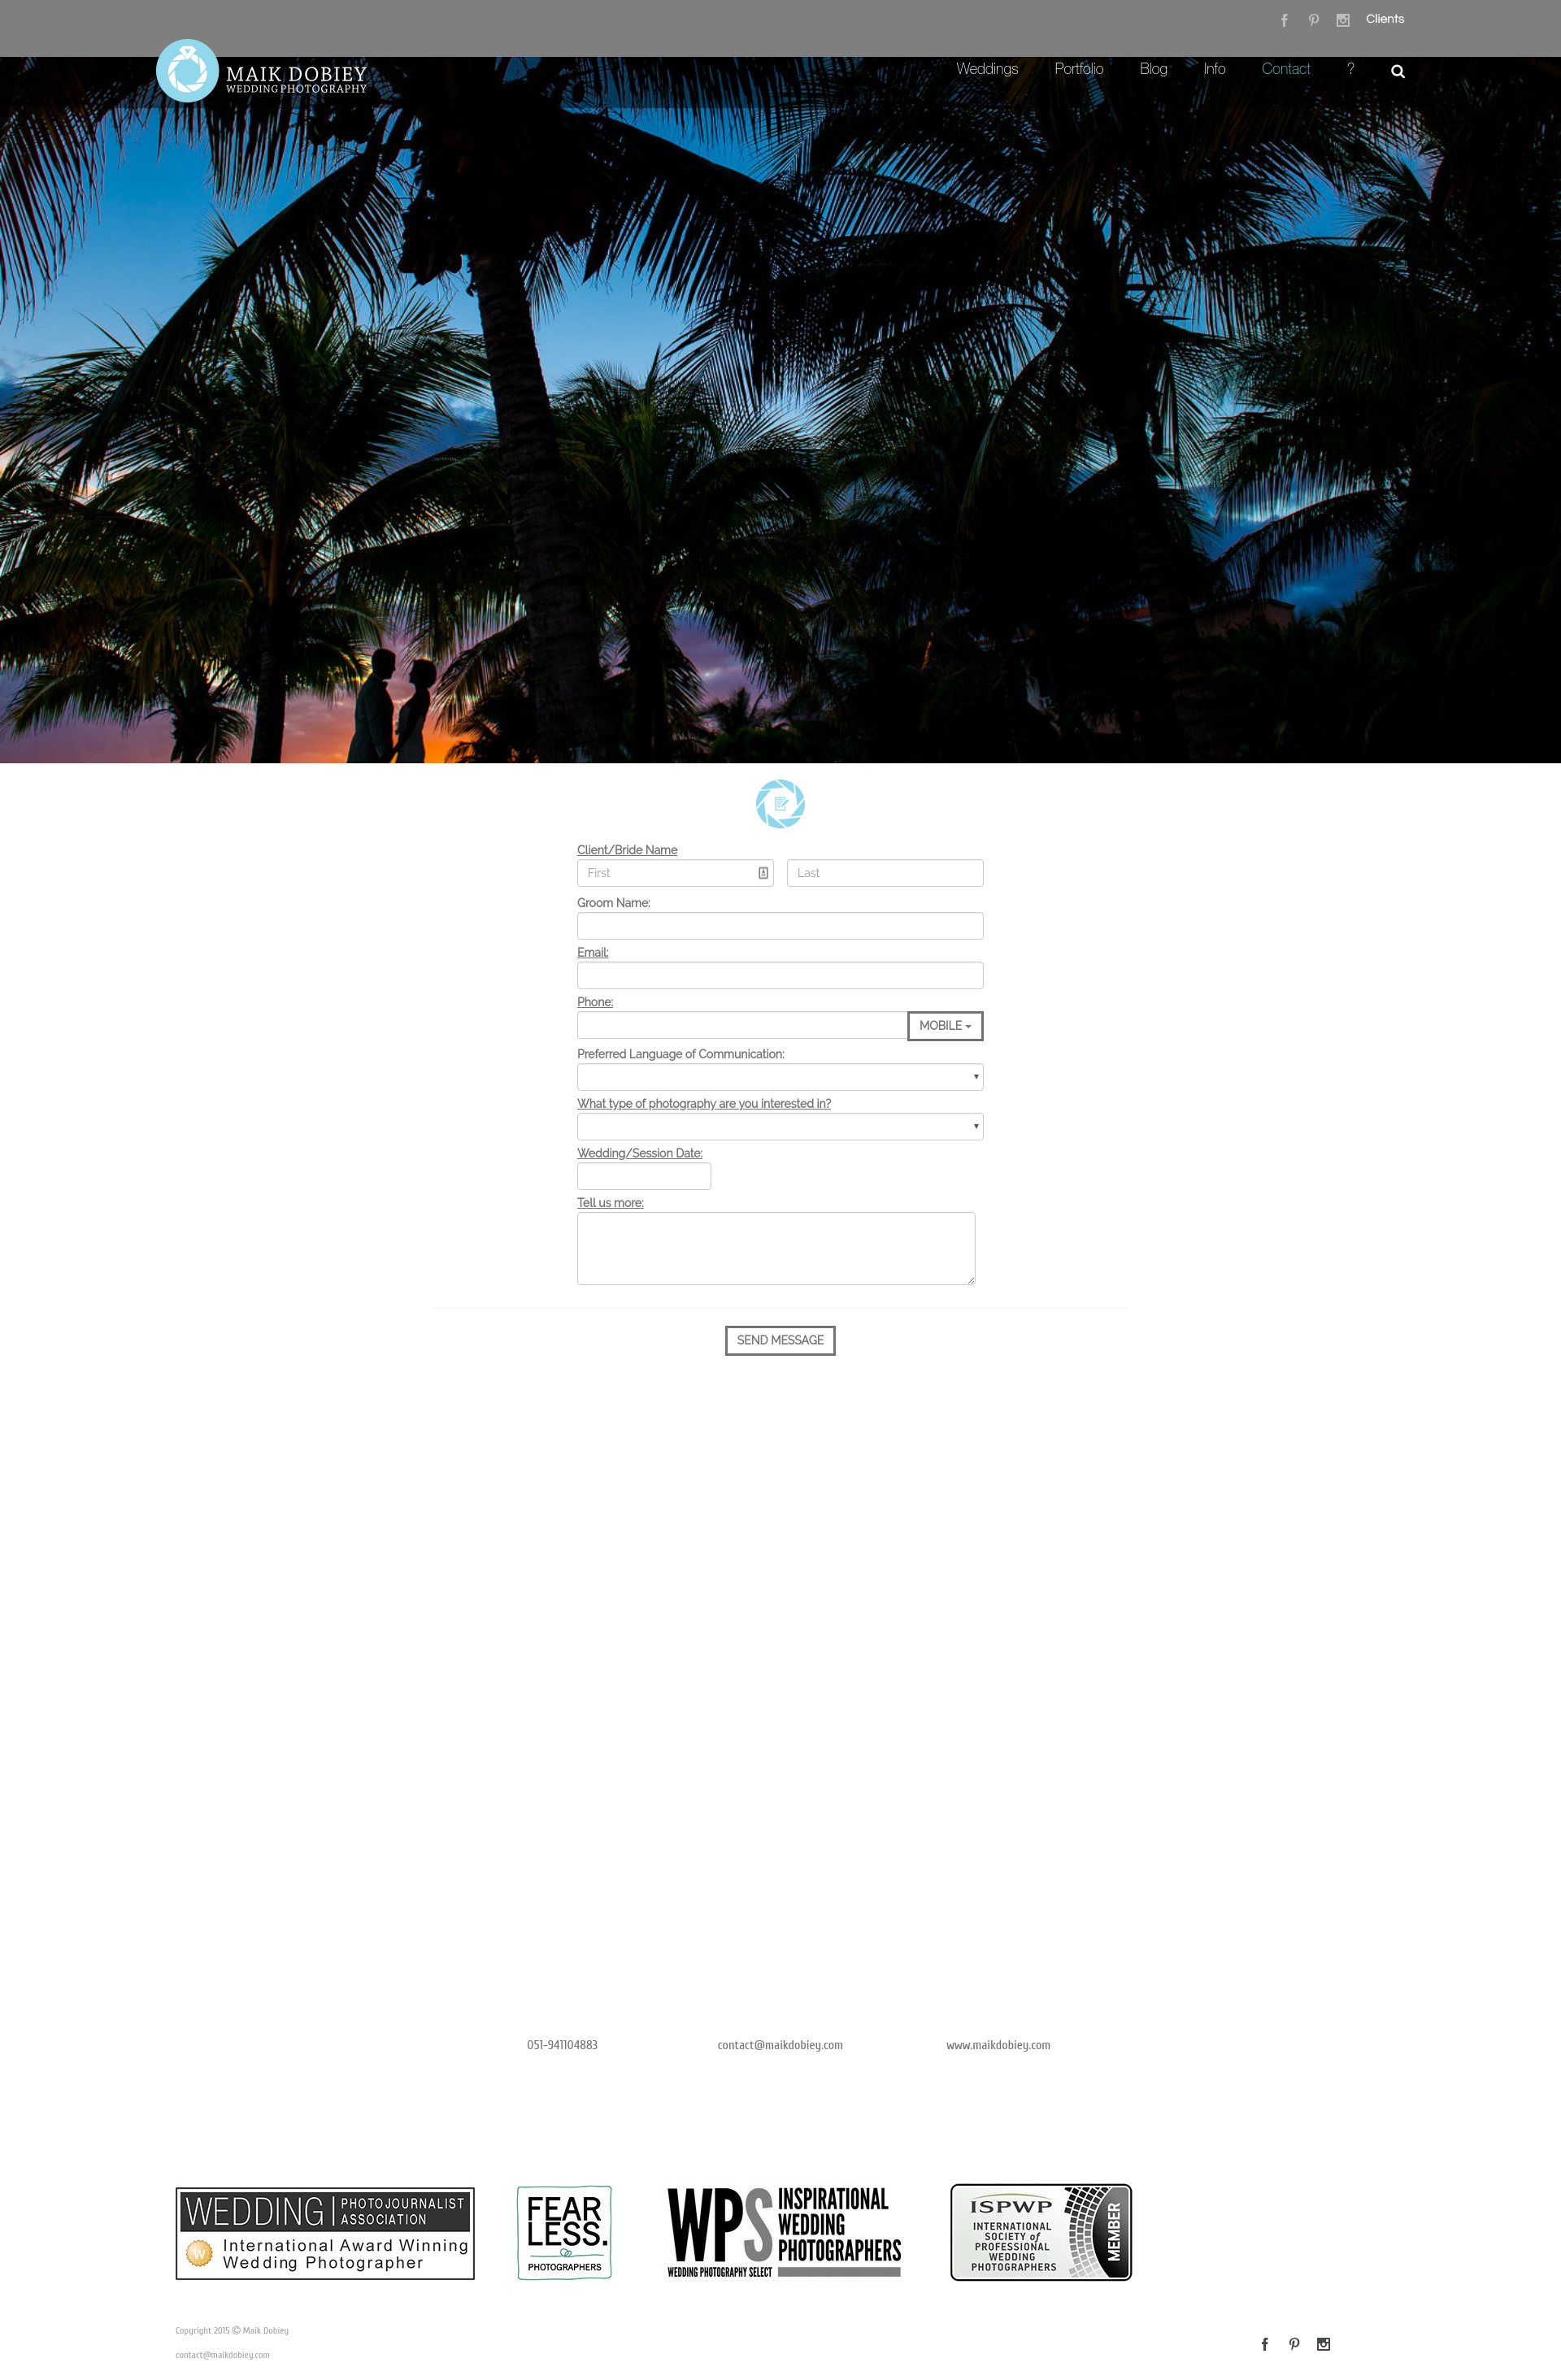 Clients
MAIK DOBIEY
WEDDING PHOTOGRAPHY
Weddings Portfolio Blog Info Contact ?
Client/Bride Name
First Last
Groom Name:
Email:
Phone:
MOBILE
Preferred Language of Communication:
What type of photography are you interested in?
Wedding/Session Date:
Tell us more:
SEND MESSAGE
051-941104883 contact@maikdobiey.com www.maikdobiey.com
WEDDING PHOTOJOURNALIST
ASSOCIATION
W
International Award Winning
Wedding Photographer
FEAR
LESS.
PHOTOGRAPHERS
WPS
WEDDING PHOTOGRAPHY SELECT
INSPIRATIONAL
WEDDING
PHOTOGRAPHERS
ISPWP
INTERNATIONAL
SOCIETY of
PROFESSIONAL
WEDDING
PHOTOGRAPHERS
MEMBER
Copyright 2015 © Maik Dobiey
contact@maikdobiey.com